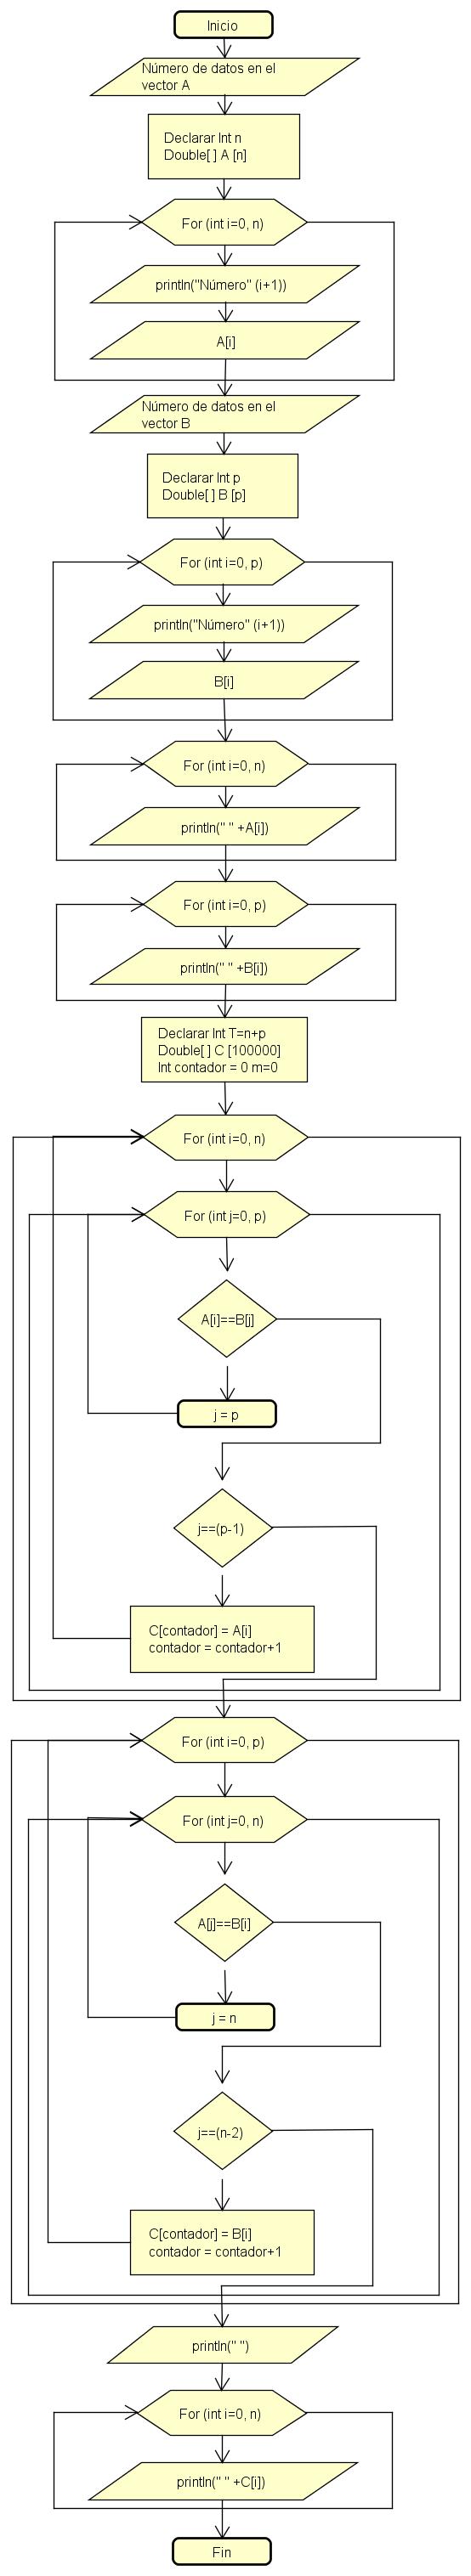 Inicio
Número de datos en el
vector A
Declarar Int n
Double[ ] A [n]
For (int i=0, n)
println("Número" (i+1))
A[i]
Número de datos en el
vector B
Declarar Int p
Double[ ] B [p]
For (int i=0, p)
println("Número" (i+1))
B[i]
For (int i=0, n)
println(" " +A[i])
For (int i=0, p)
println(" " +B[i])
Declarar Int T=n+p
Double[ ] C [100000]
Int contador = 0 m=0
For (int i=0, n)
For (int j=0, p)
A[i]==B[j]
j = p
j==(p-1)
C[contador] = A[i]
contador = contador+1
For (int i=0, p)
For (int j=0, n)
A[j]==B[i]
j = n
j==(n-2)
C[contador] = B[i]
contador = contador+1
println(" ")
For (int i=0, n)
println(" " +C[i])
Fin